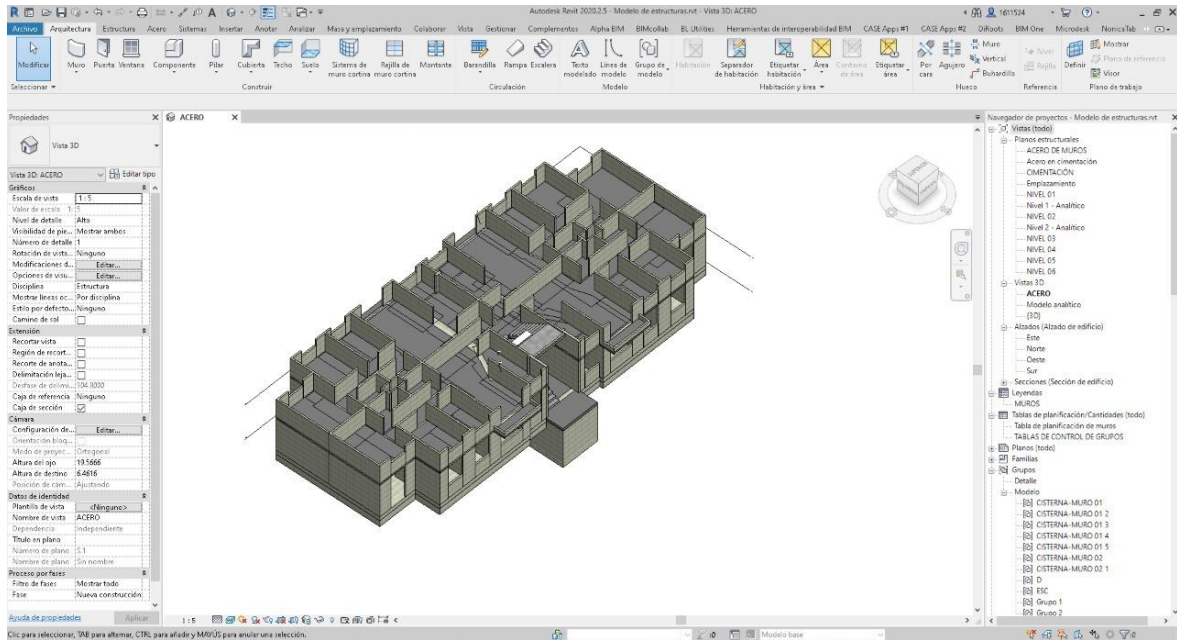 Autodesk Revit 2020.2.5 - Modelo de estructuras.rvt - Vista 3D: ACERO
1611524
Archivo Arquitectura Estructura Acero Sistemas Insertar Anotar Analizar Masa y emplazamiento Colaborar Vista Gestionar Complementos Alpha BIM BIMcollab BL Utilities Herramientas de interoperabilidad BIM CASE Apps #1 CASE Apps #2 DiRoots BIM One Microdesk NonicaTab
Modificar Muro Puerta Ventana Componente Pilar Cubierta Techo Suelo Sistema de muro cortina Rejilla de muro cortina Montante Barandilla Rampa Escalera Texto modelado Línea de modelo Grupo de modelo Habitación Separador de habitación Etiquetar habitación Área Contorno de área Etiquetar área Por cara Agujero Muro Vertical Buhardilla Nivel Rejilla Definir Mostrar Plano de referencia Visor
Seleccionar Construir Circulación Modelo Habitación y área Hueco Referencia Plano de trabajo
Propiedades
Vista 3D
Vista 3D: ACERO Editar tipo
Gráficos
Escala de vista 1 : 5
Valor de escala 1: 5
Nivel de detalle Alto
Visibilidad de pie... Mostrar ambos
Número de detalle 1
Rotación de vista... Ninguno
Modificaciones d... Editar...
Opciones de visu... Editar...
Disciplina Estructura
Mostrar líneas oc... Por disciplina
Estilo por defecto... Ninguno
Camino de sol
Extensión
Recortar vista
Región de recort...
Recorte de anota...
Delimitación leja...
Desfase de delimi... 304.8000
Caja de referencia Ninguno
Caja de sección
Cámara
Configuración de... Editar...
Orientación bloq...
Modo de proyec... Ortogonal
Altura del ojo 19.5666
Altura de destino 6.4616
Posición de cám... Ajustando
Datos de identidad
Plantilla de vista <Ninguno>
Nombre de vista ACERO
Dependencia Independiente
Título en plano
Número de plano S.1
Nombre de plano Sin nombre
Proceso por fases
Filtro de fases Mostrar todo
Fase Nueva construcción
Ayuda de propiedades Aplicar
ACERO
1 : 5
Clic para seleccionar, TAB para alternar, CTRL para añadir y MAYÚS para anular una selección.
:0
Modelo base
Navegador de proyectos - Modelo de estructuras.rvt
Vistas (todo)
Planos estructurales
ACERO DE MUROS
Acero en cimentación
CIMENTACIÓN
Emplazamiento
NIVEL 01
Nivel 1 - Analítico
NIVEL 02
Nivel 2 - Analítico
NIVEL 03
NIVEL 04
NIVEL 05
NIVEL 06
Vistas 3D
ACERO
Modelo analítico
{3D}
Alzados (Alzado de edificio)
Este
Norte
Oeste
Sur
Secciones (Sección de edificio)
Leyendas
MUROS
Tablas de planificación/Cantidades (todo)
Tabla de planificación de muros
TABLAS DE CONTROL DE GRUPOS
Planos (todo)
Familias
Grupos
Detalle
Modelo
CISTERNA-MURO 01
CISTERNA-MURO 01 2
CISTERNA-MURO 01 3
CISTERNA-MURO 01 4
CISTERNA-MURO 01 5
CISTERNA-MURO 02
CISTERNA-MURO 02 1
D
ESC
Grupo 1
Grupo 2